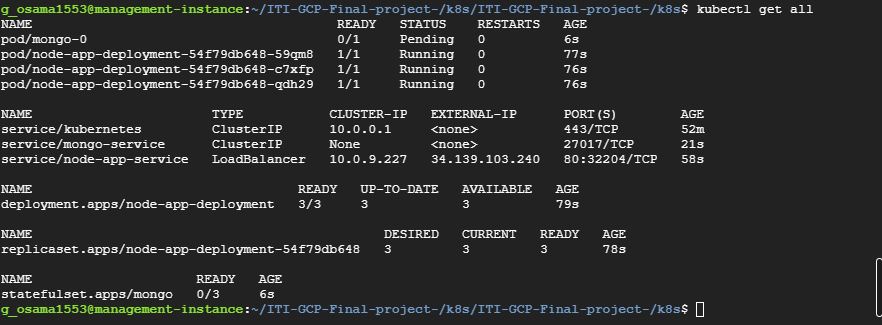 g_osama1553@management-instance:~/ITI-GCP-Final-project-/k8s/ITI-GCP-Final-project-/k8s$ kubectl get all
NAME READY STATUS RESTARTS AGE
pod/mongo-0 0/1 Pending 0 6s
pod/node-app-deployment-54f79db648-59qm8 1/1 Running 0 77s
pod/node-app-deployment-54f79db648-c7xfp 1/1 Running 0 76s
pod/node-app-deployment-54f79db648-qdh29 1/1 Running 0 76s
NAME TYPE CLUSTER-IP EXTERNAL-IP PORT(S) AGE
service/kubernetes ClusterIP 10.0.0.1 <none> 443/TCP 52m
service/mongo-service ClusterIP None <none> 27017/TCP 21s
service/node-app-service LoadBalancer 10.0.9.227 34.139.103.240 80:32204/TCP 58s
NAME READY UP-TO-DATE AVAILABLE AGE
deployment.apps/node-app-deployment 3/3 3 3 79s
NAME DESIRED CURRENT READY AGE
replicaset.apps/node-app-deployment-54f79db648 3 3 3 78s
NAME READY AGE
statefulset.apps/mongo 0/3 6s
g_osama1553@management-instance:~/ITI-GCP-Final-project-/k8s/ITI-GCP-Final-project-/k8s$